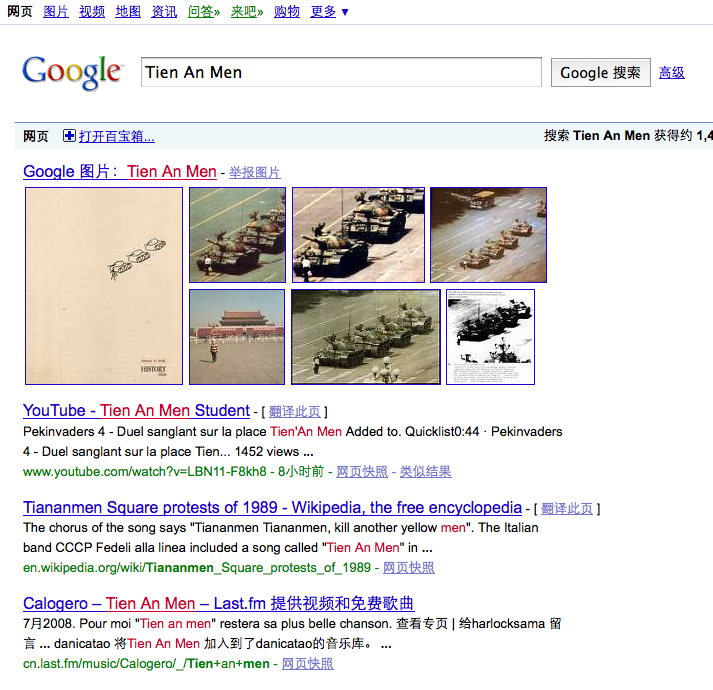 网页 图片 视频 地图 资讯 问答» 来吧» 购物 更多 ▼
Google Tien An Men Google 搜索 高级
网页 打开百宝箱... 搜索 Tien An Men 获得约 1,4
Google 图片： Tien An Men - 举报图片
HISTORY
YouTube - Tien An Men Student - [ 翻译此页 ]
Pekinvaders 4 - Duel sanglant sur la place Tien'An Men Added to. Quicklist0:44 · Pekinvaders
4 - Duel sanglant sur la place Tien... 1452 views ...
www.youtube.com/watch?v=LBN11-F8kh8 - 8小时前 - 网页快照 - 类似结果
Tiananmen Square protests of 1989 - Wikipedia, the free encyclopedia - [ 翻译此页 ]
The chorus of the song says "Tiananmen Tiananmen, kill another yellow men". The Italian
band CCCP Fedeli alla linea included a song called "Tien An Men" in ...
en.wikipedia.org/wiki/Tiananmen_Square_protests_of_1989 - 网页快照
Calogero – Tien An Men – Last.fm 提供视频和免费歌曲
7月2008. Pour moi "Tien an men" restera sa plus belle chanson. 查看专页 | 给harlocksama 留
言 ... danicatao 将Tien An Men 加入到了danicatao的音乐库。 ...
cn.last.fm/music/Calogero/_/Tien+an+men - 网页快照